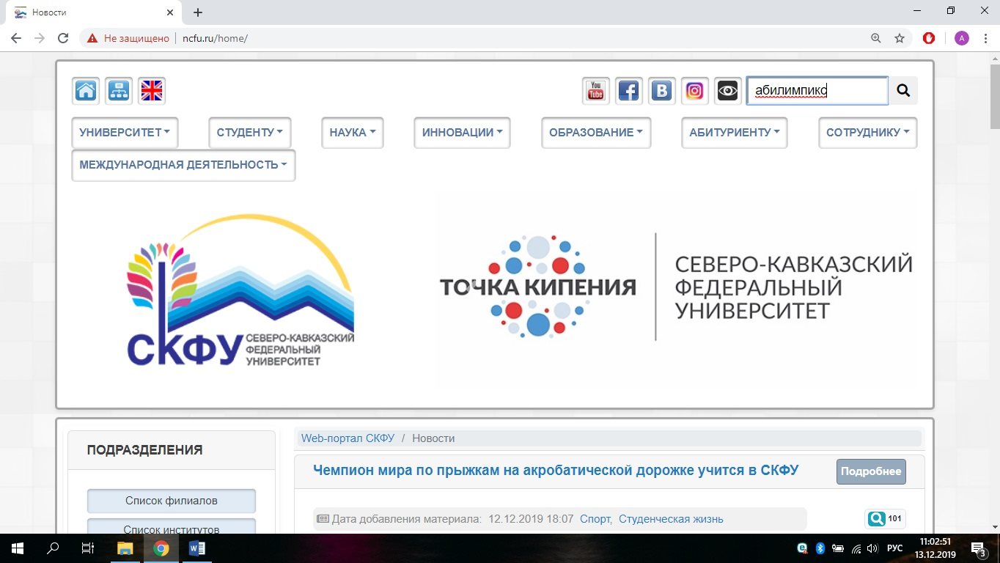 Новости
Не защищено
ncfu.ru/home/
A
You Tube
абилимпикс
УНИВЕРСИТЕТ
СТУДЕНТУ
НАУКА
ИННОВАЦИИ
ОБРАЗОВАНИЕ
АБИТУРИЕНТУ
СОТРУДНИКУ
МЕЖДУНАРОДНАЯ ДЕЯТЕЛЬНОСТЬ
СКФУ
СЕВЕРО-КАВКАЗСКИЙ
ФЕДЕРАЛЬНЫЙ
УНИВЕРСИТЕТ
ТОЧКА КИПЕНИЯ
СЕВЕРО-КАВКАЗСКИЙ
ФЕДЕРАЛЬНЫЙ
УНИВЕРСИТЕТ
ПОДРАЗДЕЛЕНИЯ
Список филиалов
Список институтов
Web-портал СКФУ / Новости
Чемпион мира по прыжкам на акробатической дорожке учится в СКФУ
Подробнее
Дата добавления материала: 12.12.2019 18:07 Спорт, Студенческая жизнь
101
РУС
11:02:51
13.12.2019
3